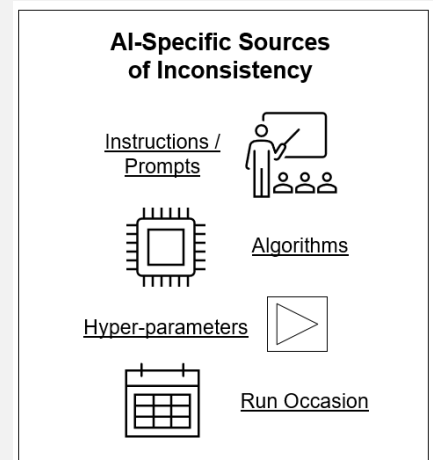 AI-Specific Sources
of Inconsistency
Instructions /
Prompts
Algorithms
Hyper-parameters
Run Occasion